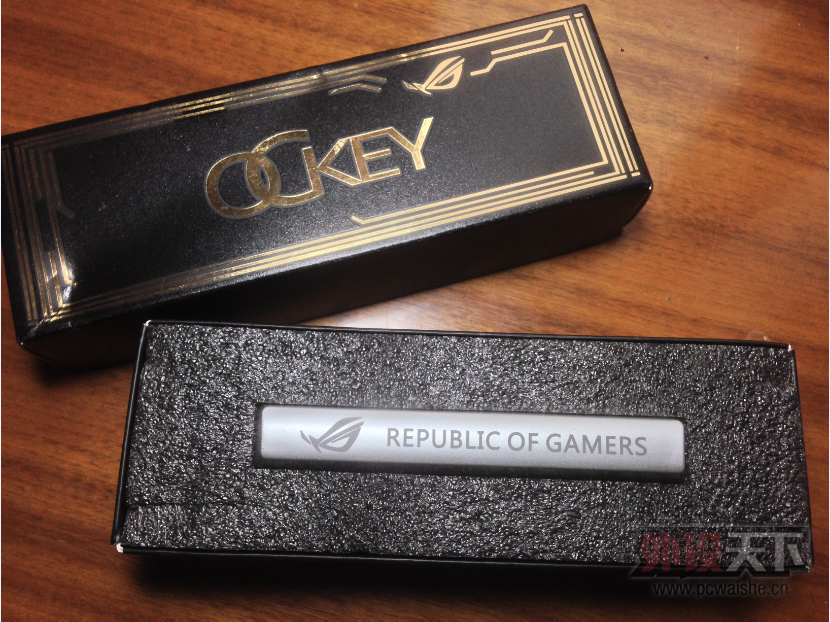 OCKEY
REPUBLIC OF GAMERS
外设天下
www.pcwaishe.cn